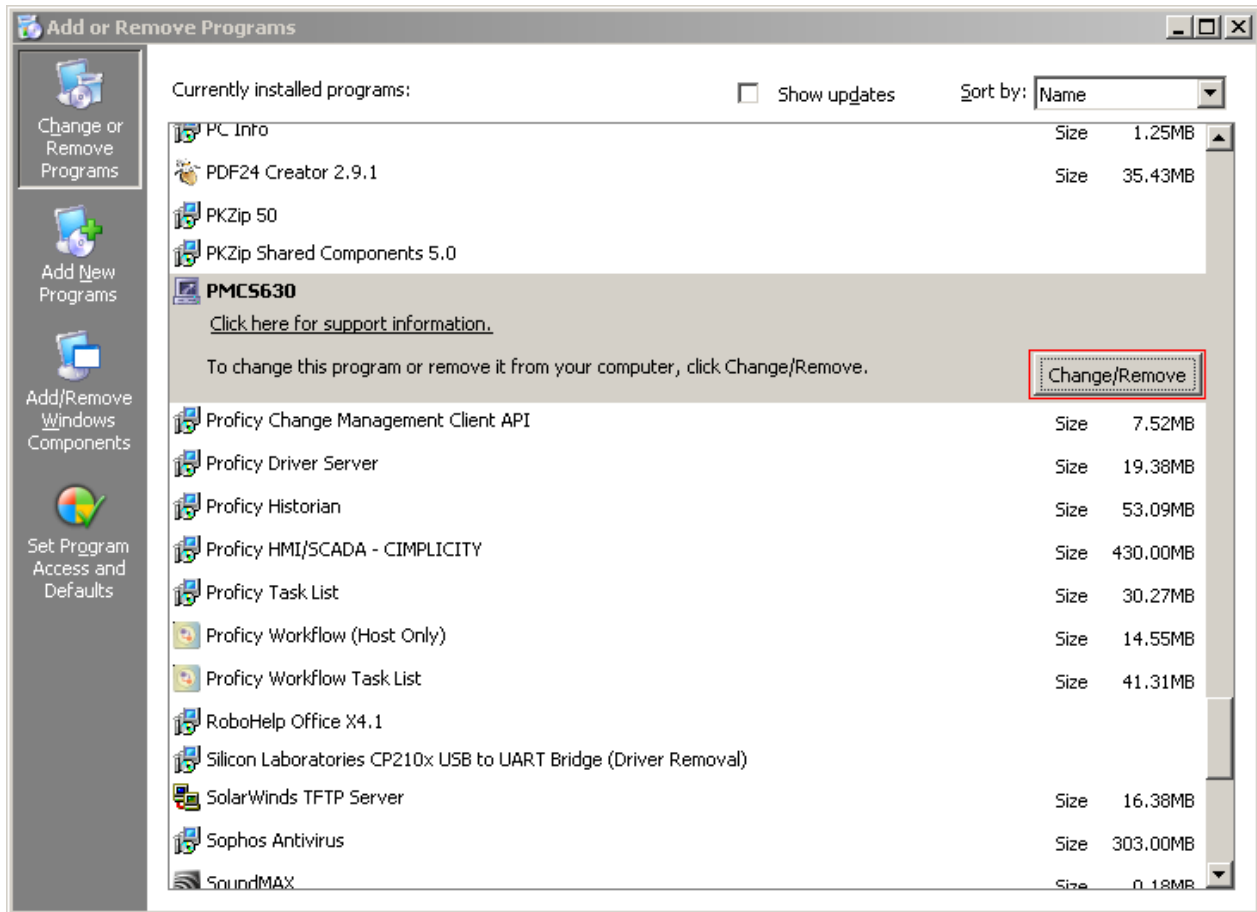 Add or Remove Programs
Change or
Remove
Programs
Add New
Programs
Add/Remove
Windows
Components
Set Program
Access and
Defaults
Currently installed programs:
Show updates
Sort by: Name
PC Info Size 1.25MB
PDF24 Creator 2.9.1 Size 35.43MB
PKZip 50
PKZip Shared Components 5.0
PMCS630
Click here for support information.
To change this program or remove it from your computer, click Change/Remove.
Change/Remove
Proficy Change Management Client API Size 7.52MB
Proficy Driver Server Size 19.38MB
Proficy Historian Size 53.09MB
Proficy HMI/SCADA - CIMPLICITY Size 430.00MB
Proficy Task List Size 30.27MB
Proficy Workflow (Host Only) Size 14.55MB
Proficy Workflow Task List Size 41.31MB
RoboHelp Office X4.1
Silicon Laboratories CP210x USB to UART Bridge (Driver Removal)
SolarWinds TFTP Server Size 16.38MB
Sophos Antivirus Size 303.00MB
SoundMAX Size 0.18MB